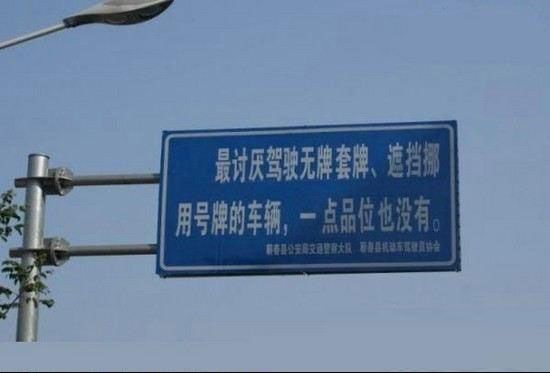 最讨厌驾驶无牌套牌、遮挡挪
用号牌的车辆，一点品位也没有。
蕲春县公安局交通警察大队 蕲春县机动车驾驶员协会